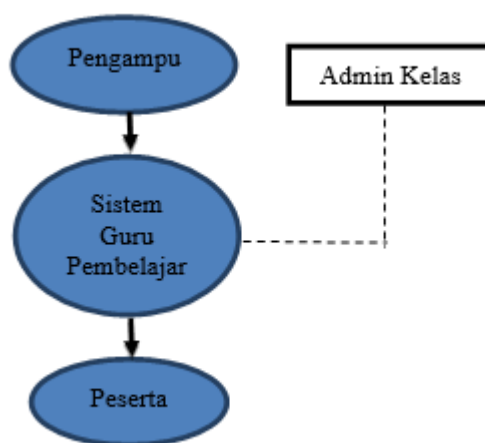 Pengampu
Admin Kelas
Sistem
Guru
Pembelajar
Peserta